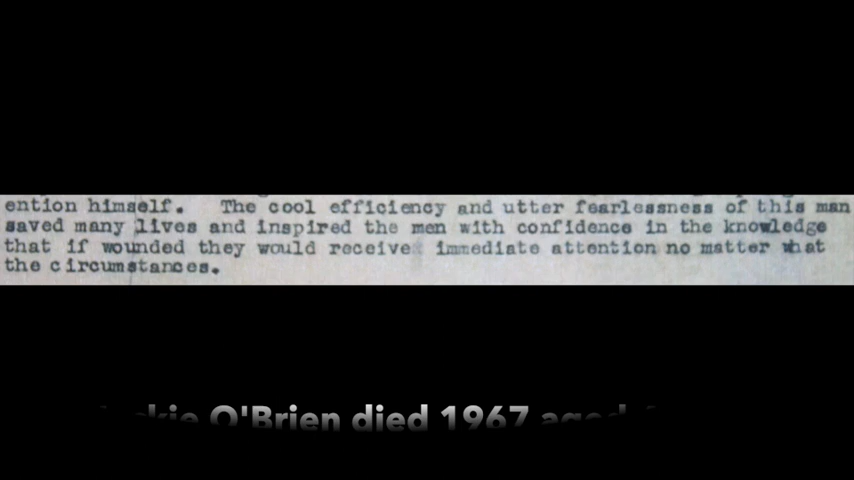 ention himself. The cool efficiency and utter fearlessness of this man
saved many lives and inspired the men with confidence in the knowledge
that if wounded they would receive immediate attention no matter what
the circumstances.
O'Brien died 1967 aged